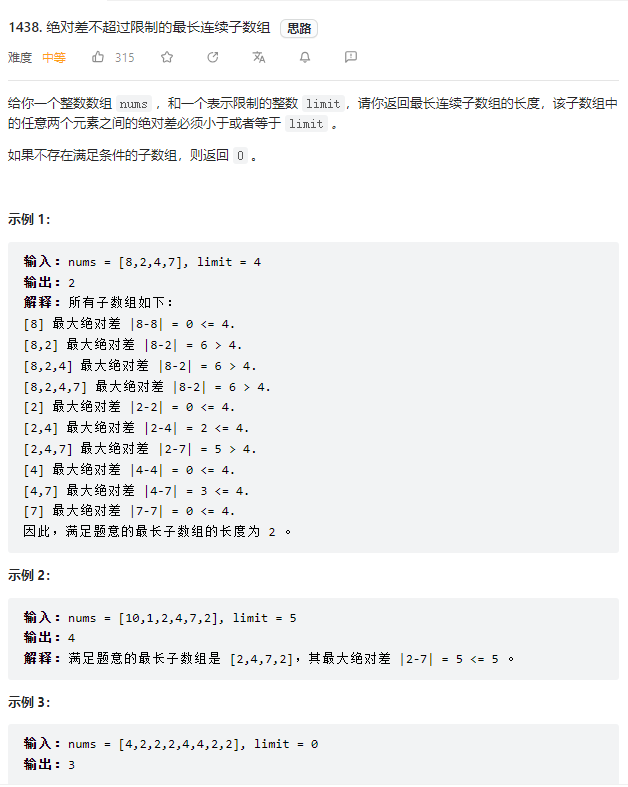 1438. 绝对差不超过限制的最长连续子数组 思路
难度 中等 315
给你一个整数数组 nums ，和一个表示限制的整数 limit，请你返回最长连续子数组的长度，该子数组中
的任意两个元素之间的绝对差必须小于或者等于 limit 。
如果不存在满足条件的子数组，则返回 0 。
示例 1：
输入：nums = [8,2,4,7], limit = 4
输出：2
解释：所有子数组如下：
[8] 最大绝对差 |8-8| = 0 <= 4.
[8,2] 最大绝对差 |8-2| = 6 > 4.
[8,2,4] 最大绝对差 |8-2| = 6 > 4.
[8,2,4,7] 最大绝对差 |8-2| = 6 > 4.
[2] 最大绝对差 |2-2| = 0 <= 4.
[2,4] 最大绝对差 |2-4| = 2 <= 4.
[2,4,7] 最大绝对差 |2-7| = 5 > 4.
[4] 最大绝对差 |4-4| = 0 <= 4.
[4,7] 最大绝对差 |4-7| = 3 <= 4.
[7] 最大绝对差 |7-7| = 0 <= 4.
因此，满足题意的最长子数组的长度为 2 。
示例 2：
输入：nums = [10,1,2,4,7,2], limit = 5
输出：4
解释：满足题意的最长子数组是 [2,4,7,2]，其最大绝对差 |2-7| = 5 <= 5 。
示例 3：
输入：nums = [4,2,2,2,4,4,2,2], limit = 0
输出：3